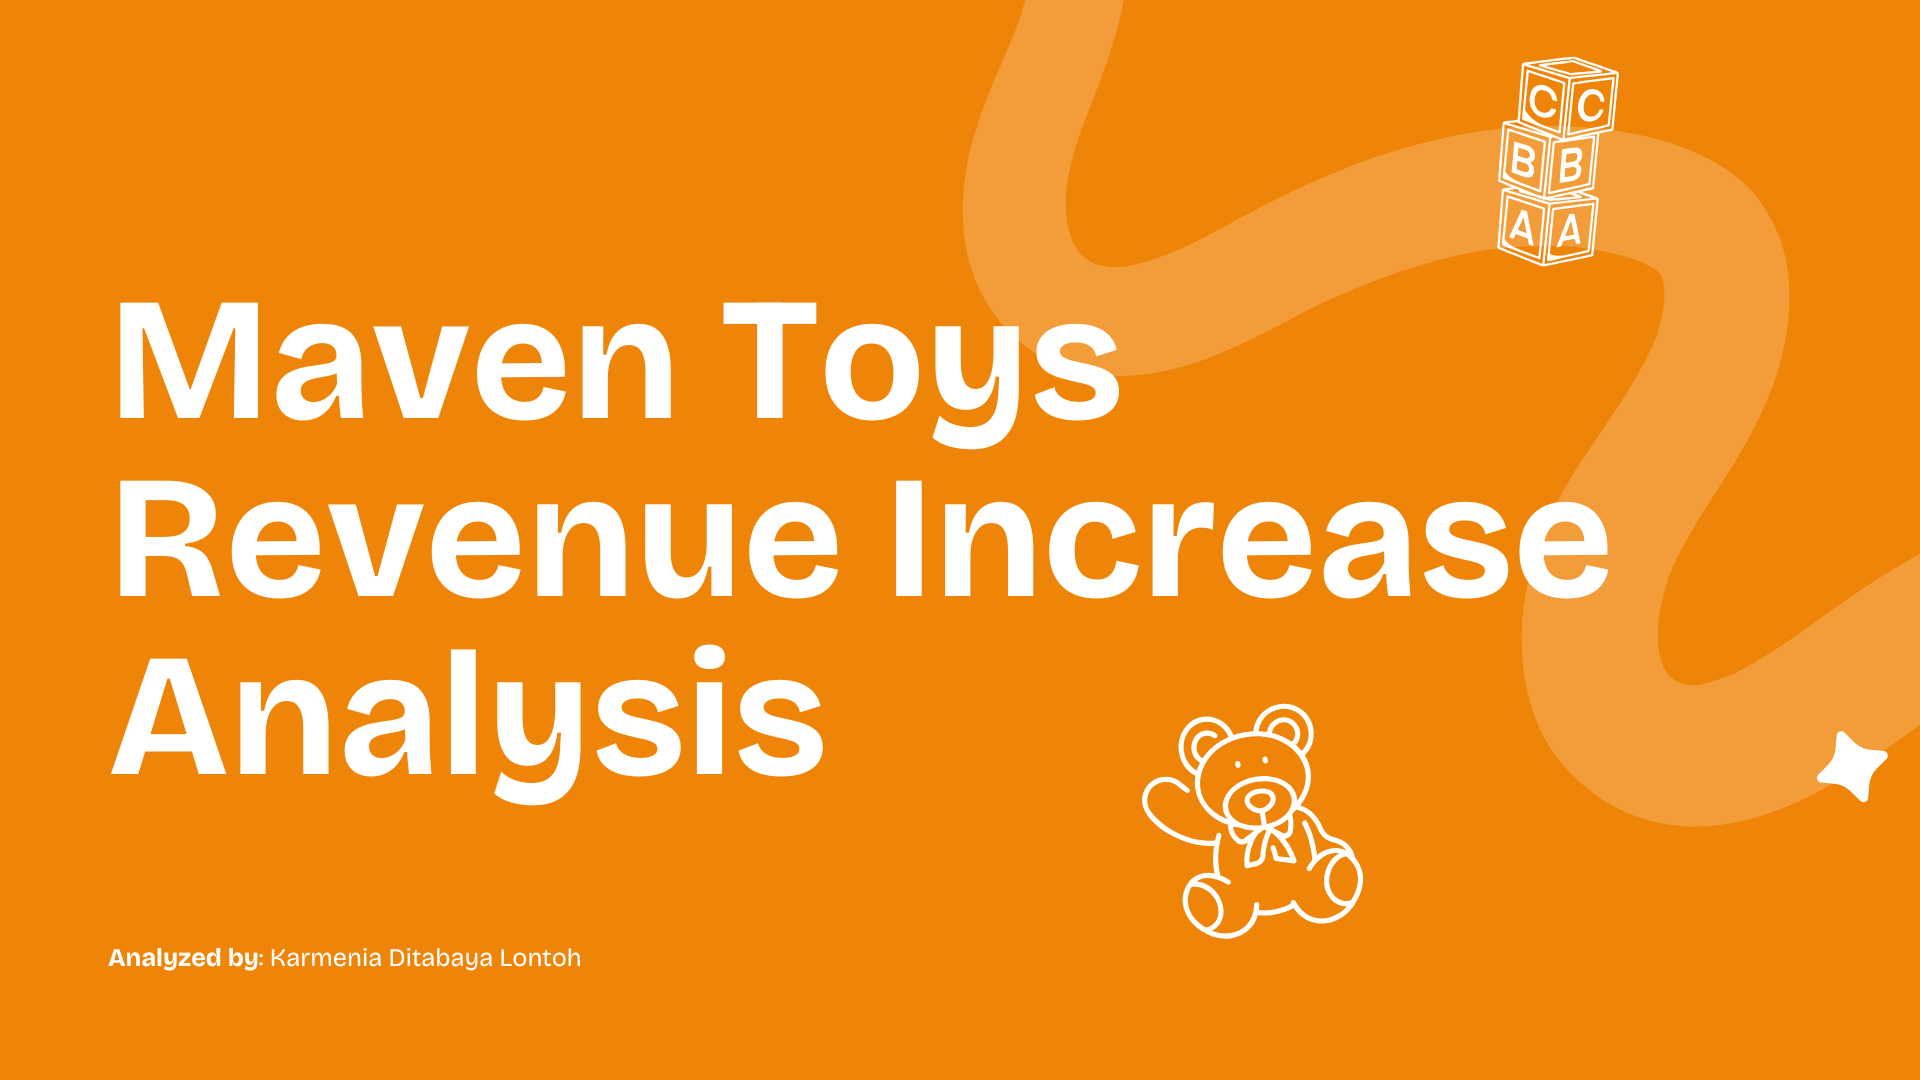 C C
B B
A A
Maven Toys
Revenue Increase
Analysis
Analyzed by: Karmenia Ditabaya Lontoh